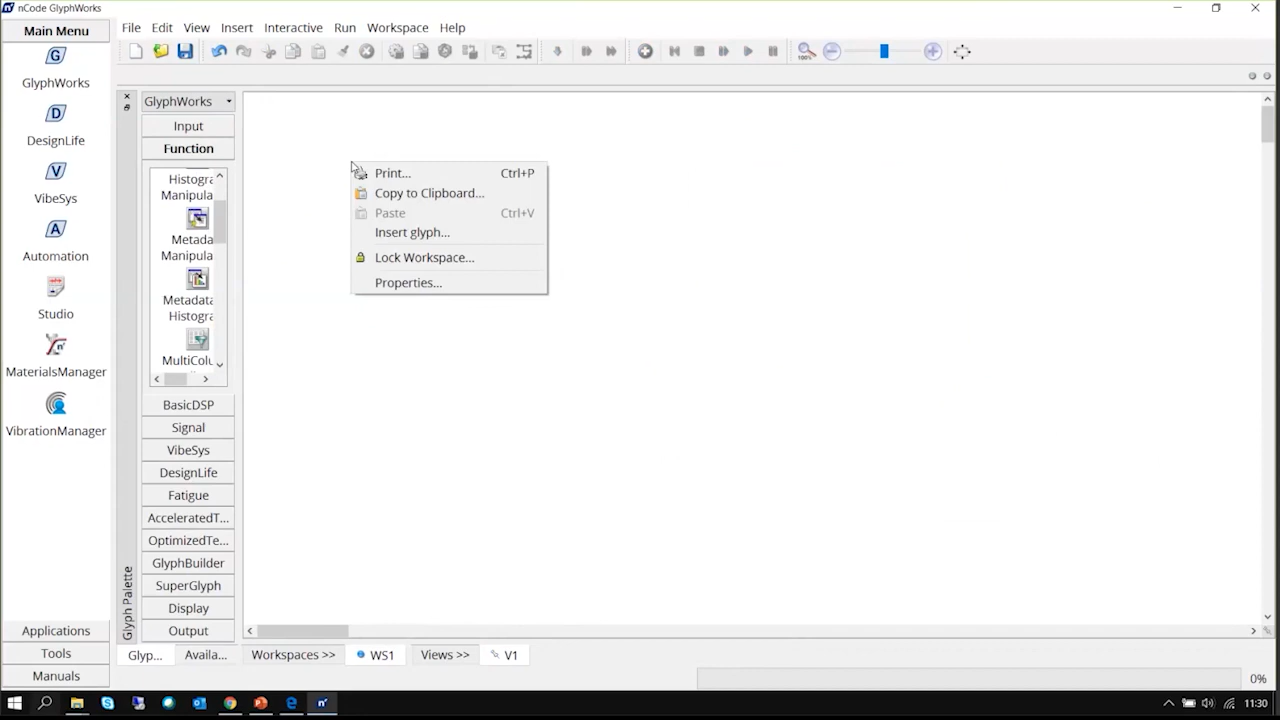 nCode GlyphWorks
Main Menu
File Edit View Insert Interactive Run Workspace Help
GlyphWorks
DesignLife
VibeSys
Automation
Studio
MaterialsManager
VibrationManager
Applications
Tools
Manuals
100%
Glyph Palette
GlyphWorks
Input
Function
Histogra
Manipula
Metada
Manipula
Metadata
Histogra
MultiColu
BasicDSP
Signal
VibeSys
DesignLife
Fatigue
AcceleratedT...
OptimizedTe...
GlyphBuilder
SuperGlyph
Display
Output
Print... Ctrl+P
Copy to Clipboard...
Paste Ctrl+V
Insert glyph...
Lock Workspace...
Properties...
Glyp... Availa... Workspaces >> WS1 Views >> V1
0%
11:30